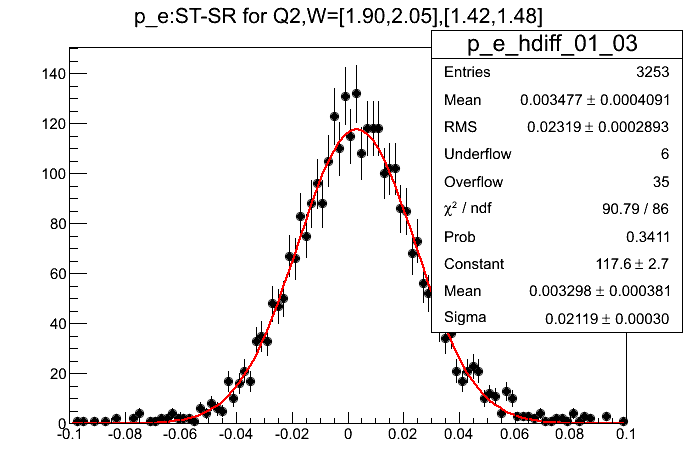 p_e:ST-SR for Q2,W=[1.90,2.05],[1.42,1.48]
p_e_hdiff_01_03
Entries 3253
Mean 0.003477 ± 0.0004091
RMS 0.02319 ± 0.0002893
Underflow 6
Overflow 35
χ² / ndf 90.79 / 86
Prob 0.3411
Constant 117.6 ± 2.7
Mean 0.003298 ± 0.000381
Sigma 0.02119 ± 0.00030
140
120
100
80
60
40
20
0
-0.1 -0.08 -0.06 -0.04 -0.02 0 0.02 0.04 0.06 0.08 0.1